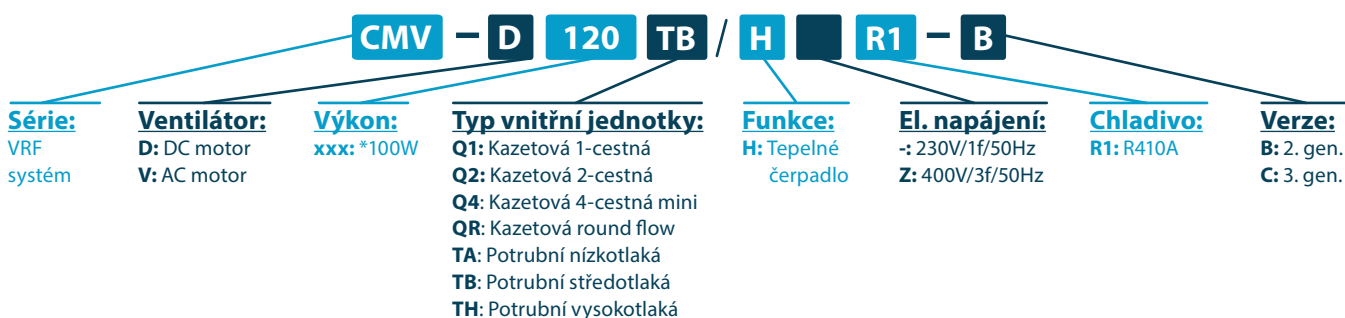 CMV – D 120 TB / H R1 – B
Série:
VRF
systém
Ventilátor:
D: DC motor
V: AC motor
Výkon:
xxx: *100W
Typ vnitřní jednotky:
Q1: Kazetová 1-cestná
Q2: Kazetová 2-cestná
Q4: Kazetová 4-cestná mini
QR: Kazetová round flow
TA: Potrubní nízkotlaká
TB: Potrubní středotlaká
TH: Potrubní vysokotlaká
Funkce:
H: Tepelné
čerpadlo
El. napájení:
-: 230V/1f/50Hz
Z: 400V/3f/50Hz
Chladivo:
R1: R410A
Verze:
B: 2. gen.
C: 3. gen.